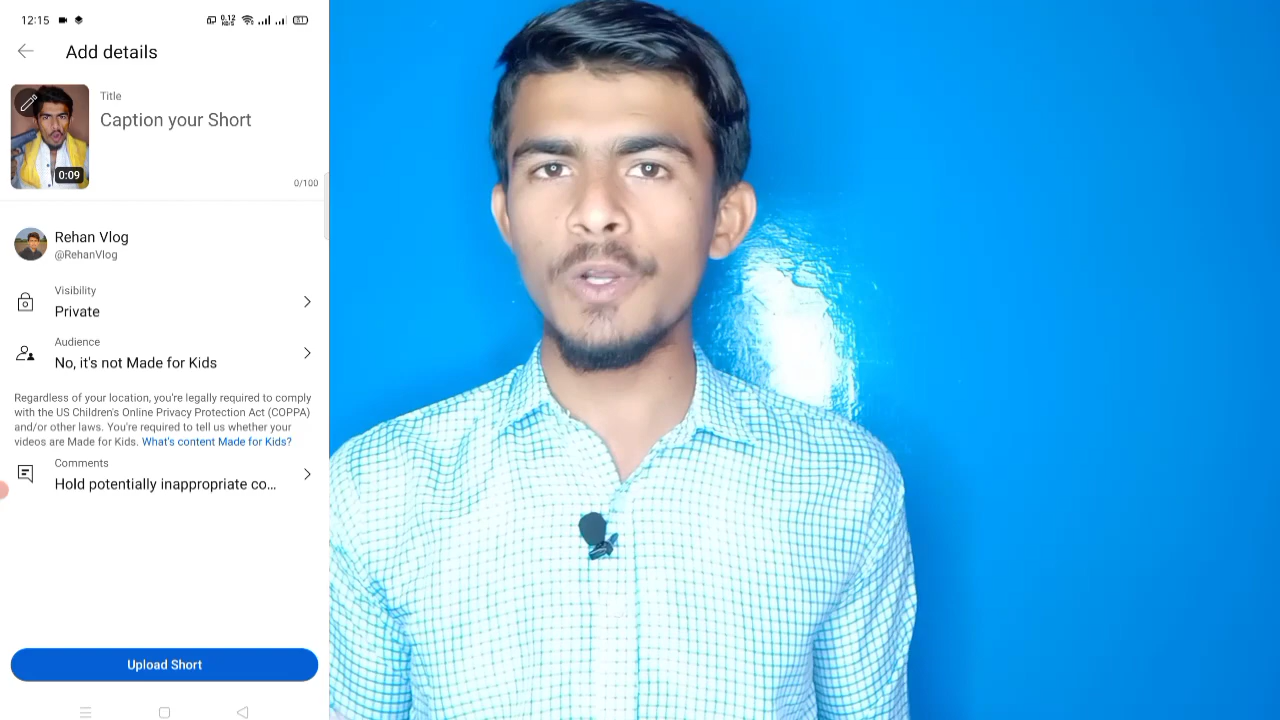 12:15
0.12
KB/S
Add details
Title
Caption your Short
0:09
0/100
Rehan Vlog
@RehanVlog
Visibility
Private
Audience
No, it's not Made for Kids
Regardless of your location, you're legally required to comply
with the US Children's Online Privacy Protection Act (COPPA)
and/or other laws. You're required to tell us whether your
videos are Made for Kids. What's content Made for Kids?
Comments
Hold potentially inappropriate co...
Upload Short